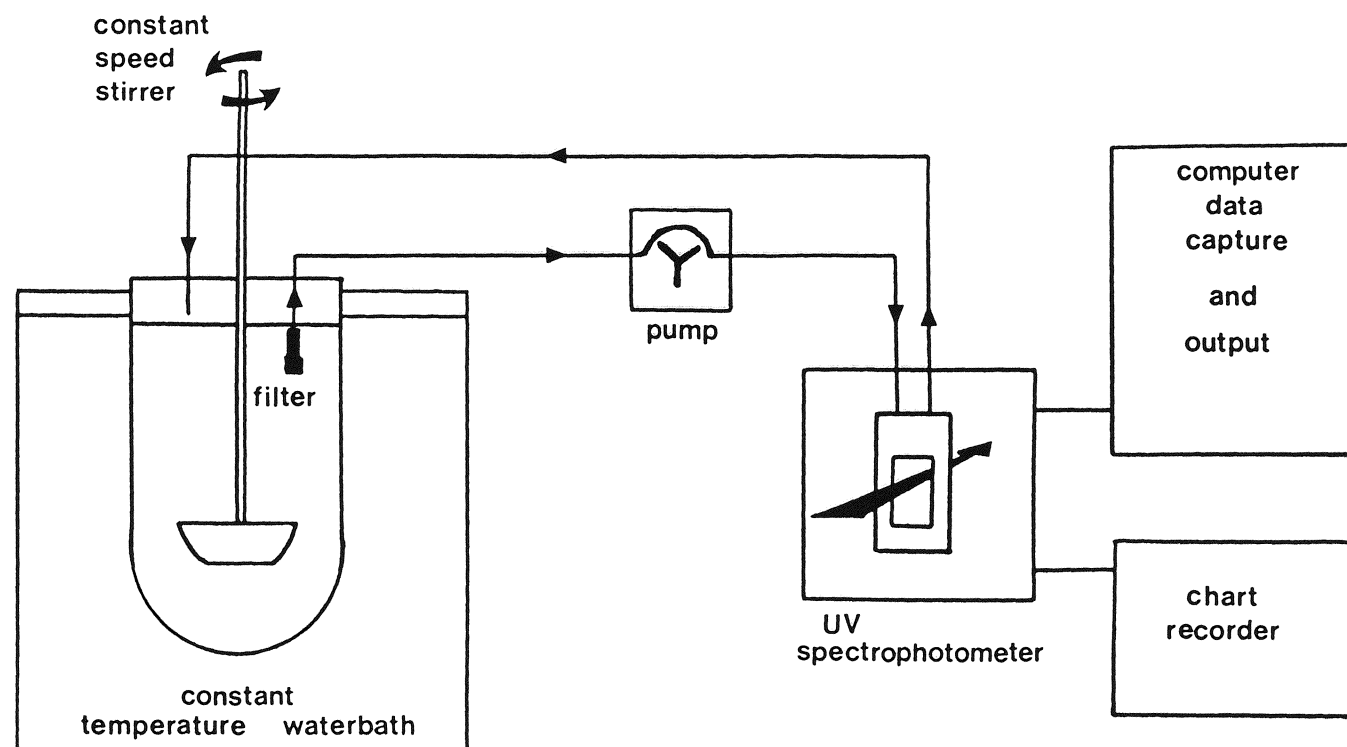 constant
speed
stirrer
computer
data
capture
and
output
pump
filter
chart
recorder
UV
spectrophotometer
constant
temperature waterbath